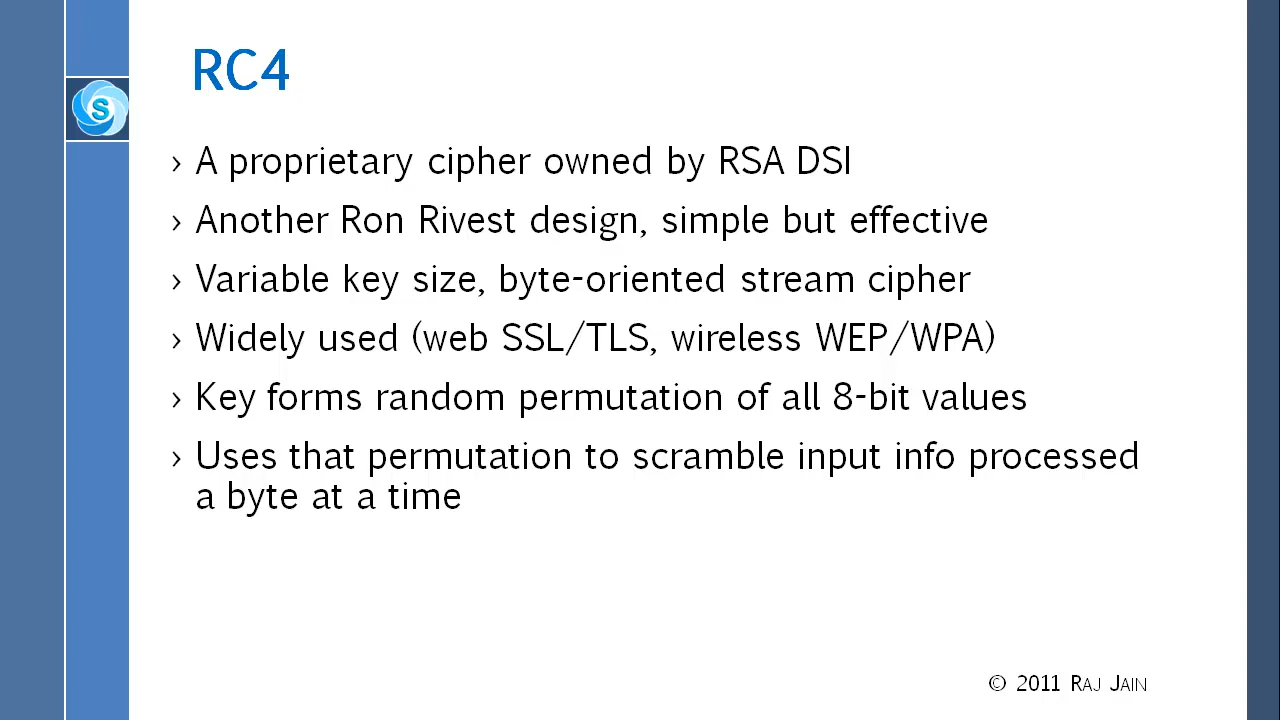 RC4
S
› A proprietary cipher owned by RSA DSI
› Another Ron Rivest design, simple but effective
› Variable key size, byte-oriented stream cipher
› Widely used (web SSL/TLS, wireless WEP/WPA)
› Key forms random permutation of all 8-bit values
› Uses that permutation to scramble input info processed
a byte at a time
© 2011 RAJ JAIN